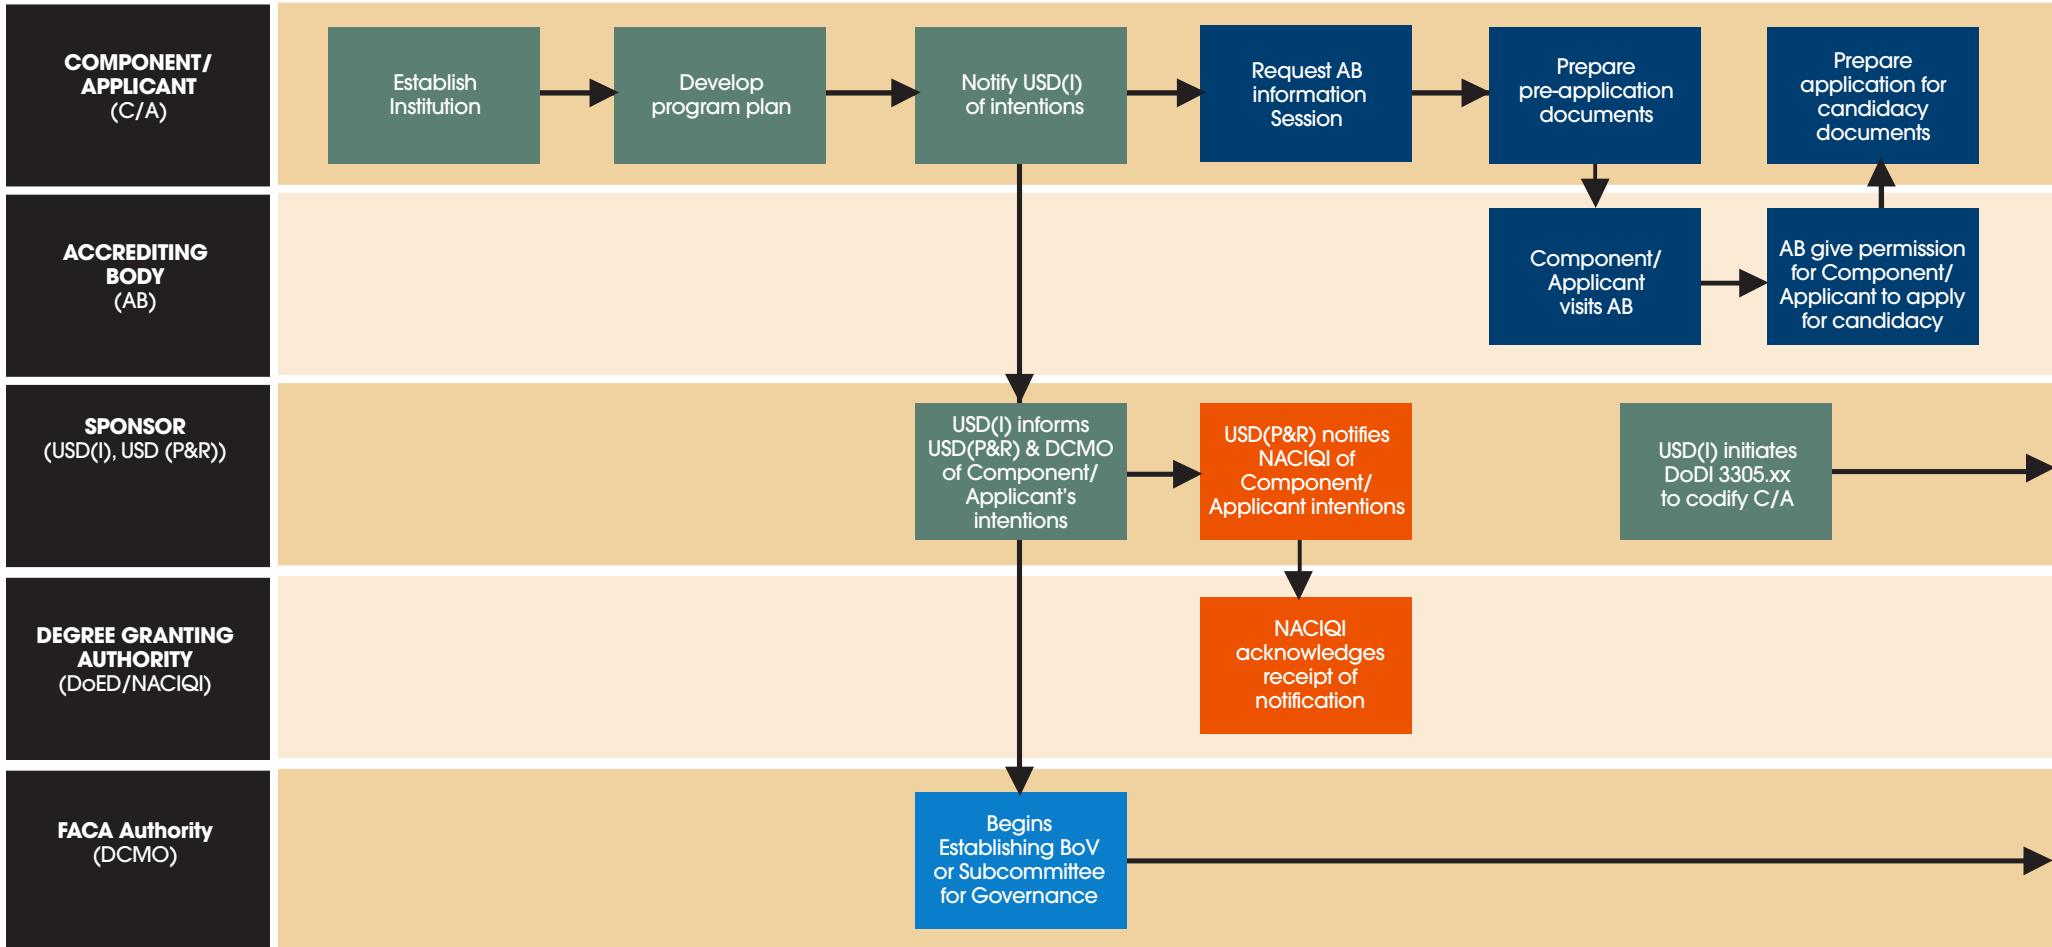 COMPONENT/
APPLICANT
(C/A)
Establish
Institution
Develop
program plan
Notify USD(I)
of intentions
Request AB
information
Session
Prepare
pre-application
documents
Prepare
application for
candidacy
documents
ACCREDITING
BODY
(AB)
Component/
Applicant
visits AB
AB give permission
for Component/
Applicant to apply
for candidacy
SPONSOR
(USD(I), USD (P&R))
USD(I) informs
USD(P&R) & DCMO
of Component/
Applicant's
intentions
USD(P&R) notifies
NACIQI of
Component/
Applicant intentions
USD(I) initiates
DoDI 3305.xx
to codify C/A
DEGREE GRANTING
AUTHORITY
(DoED/NACIQI)
NACIQI
acknowledges
receipt of
notification
FACA Authority
(DCMO)
Begins
Establishing BoV
or Subcommittee
for Governance